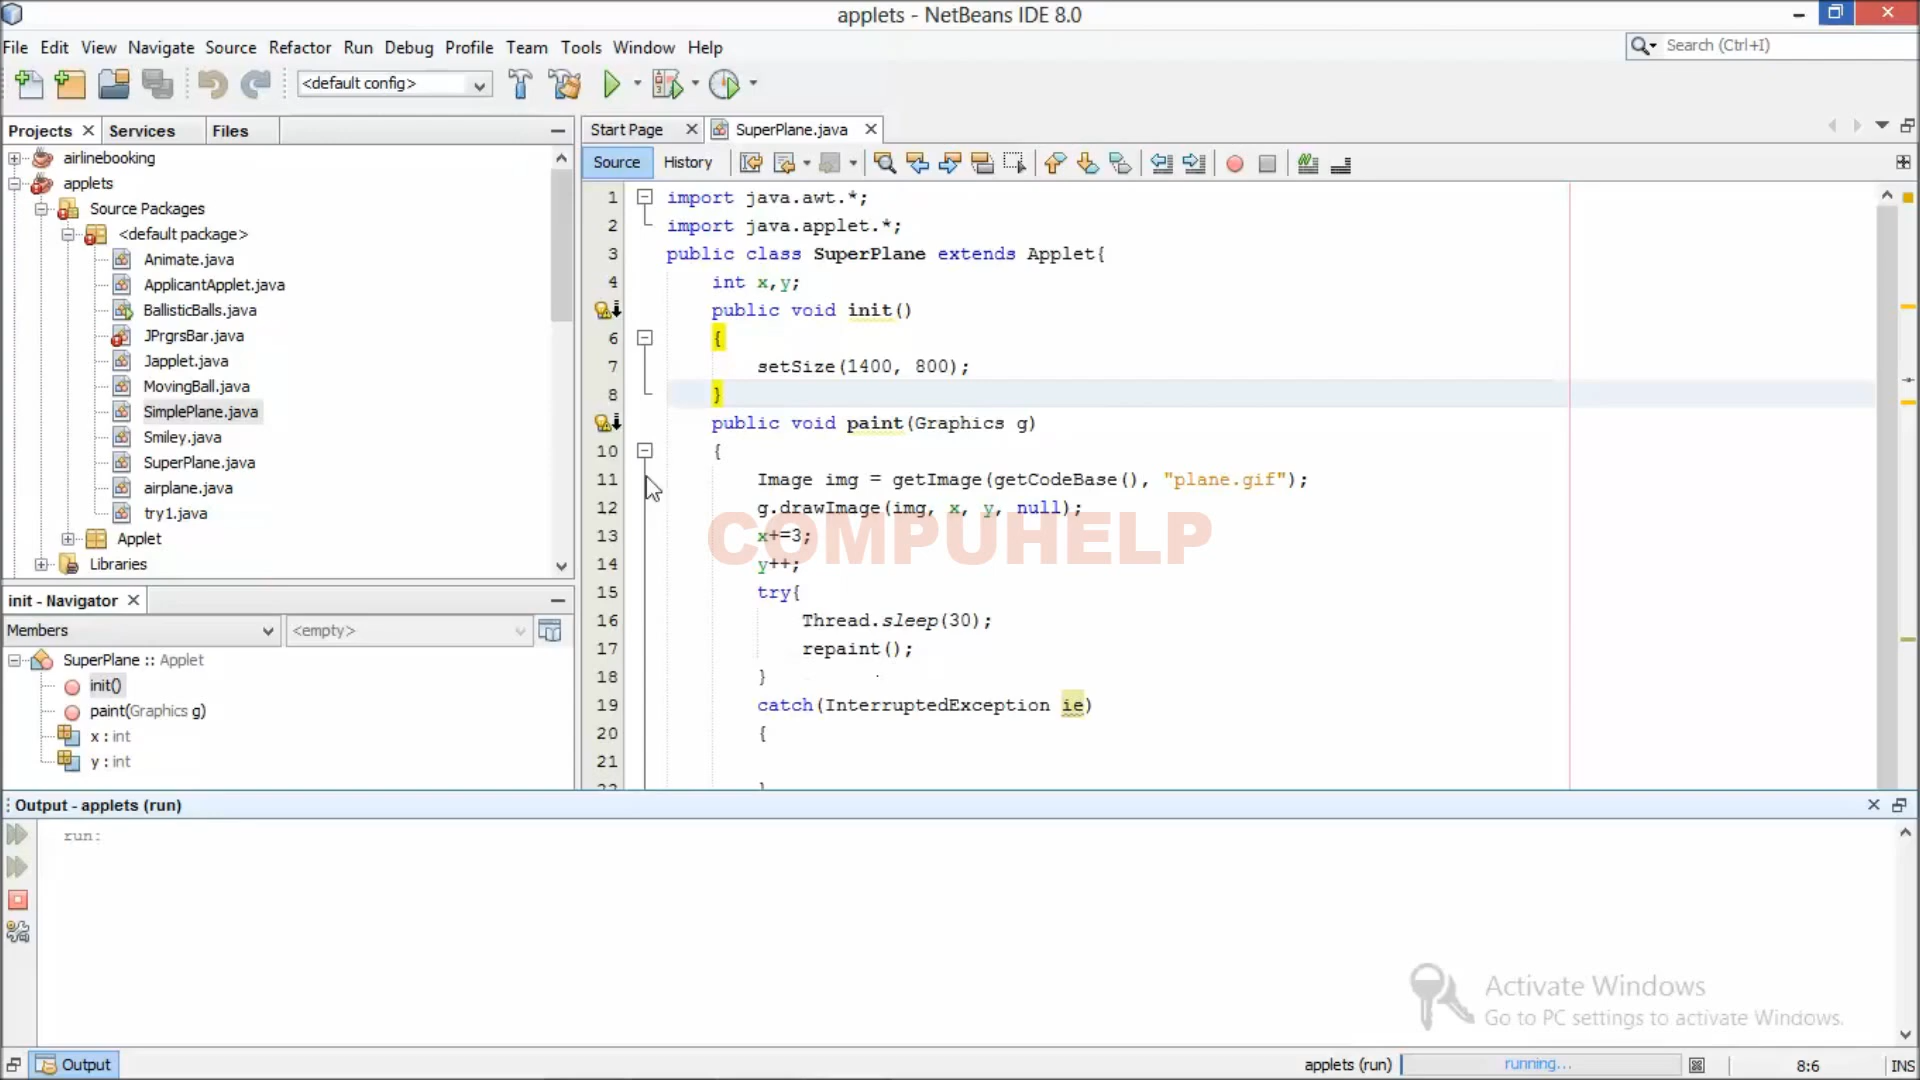 applets - NetBeans IDE 8.0
File Edit View Navigate Source Refactor Run Debug Profile Team Tools Window Help
Search (Ctrl+I)
<default config>
Projects Services Files
airlinebooking
applets
Source Packages
<default package>
Animate.java
ApplicantApplet.java
BallisticBalls.java
JPrgrsBar.java
Japplet.java
MovingBall.java
SimplePlane.java
Smiley.java
SuperPlane.java
airplane.java
try1.java
Applet
Libraries
init - Navigator
Members <empty>
SuperPlane :: Applet
init()
paint(Graphics g)
x : int
y : int
Start Page SuperPlane.java
Source History
1 import java.awt.*;
2 import java.applet.*;
3 public class SuperPlane extends Applet{
4 int x,y;
public void init()
6 {
7 setSize(1400, 800);
8 }
public void paint(Graphics g)
10 {
11 Image img = getImage(getCodeBase(), "plane.gif");
12 g.drawImage(img, x, y, null);
13 x+=3;
14 y++;
15 try{
16 Thread.sleep(30);
17 repaint();
18 }
19 catch(InterruptedException ie)
20 {
21
COMPUHELP
Output - applets (run)
run:
Activate Windows
Go to PC settings to activate Windows.
Output
applets (run) running... 8:6 INS